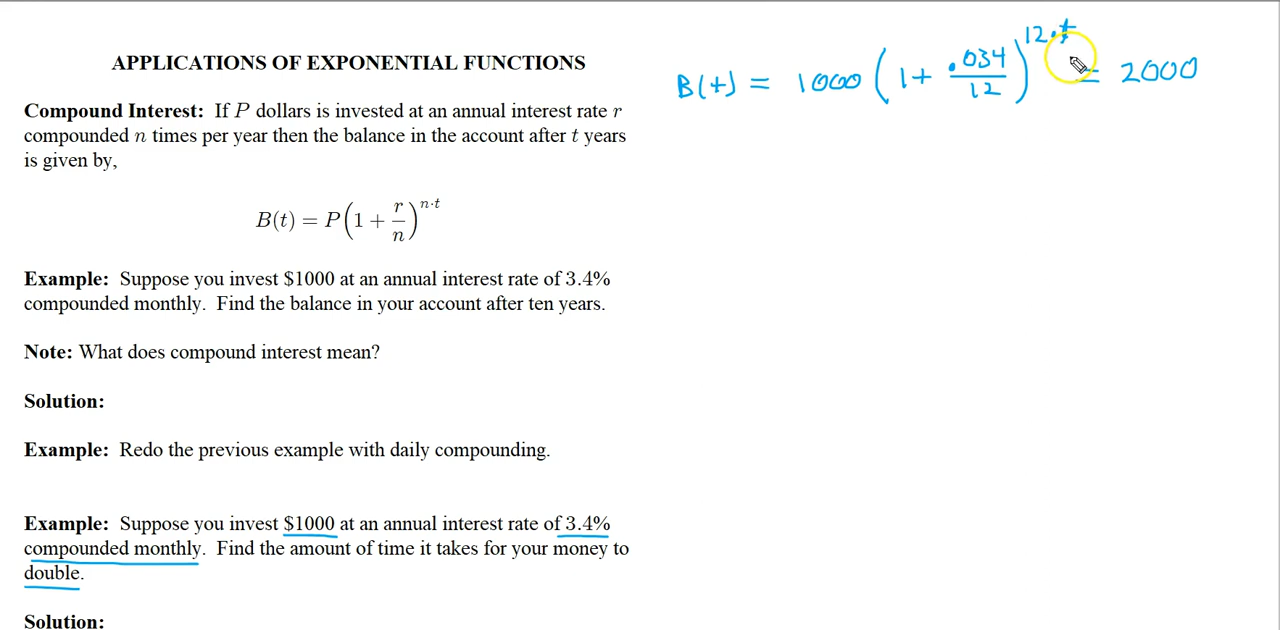 APPLICATIONS OF EXPONENTIAL FUNCTIONS
Compound Interest: If P dollars is invested at an annual interest rate r
compounded n times per year then the balance in the account after t years
is given by,
B(t) = P(1 + r/n)^{n·t}
Example: Suppose you invest $1000 at an annual interest rate of 3.4%
compounded monthly. Find the balance in your account after ten years.
Note: What does compound interest mean?
Solution:
Example: Redo the previous example with daily compounding.
Example: Suppose you invest $1000 at an annual interest rate of 3.4%
compounded monthly. Find the amount of time it takes for your money to
double.
Solution:
B(t) = 1000 (1 + .034/12)^{12·t} = 2000